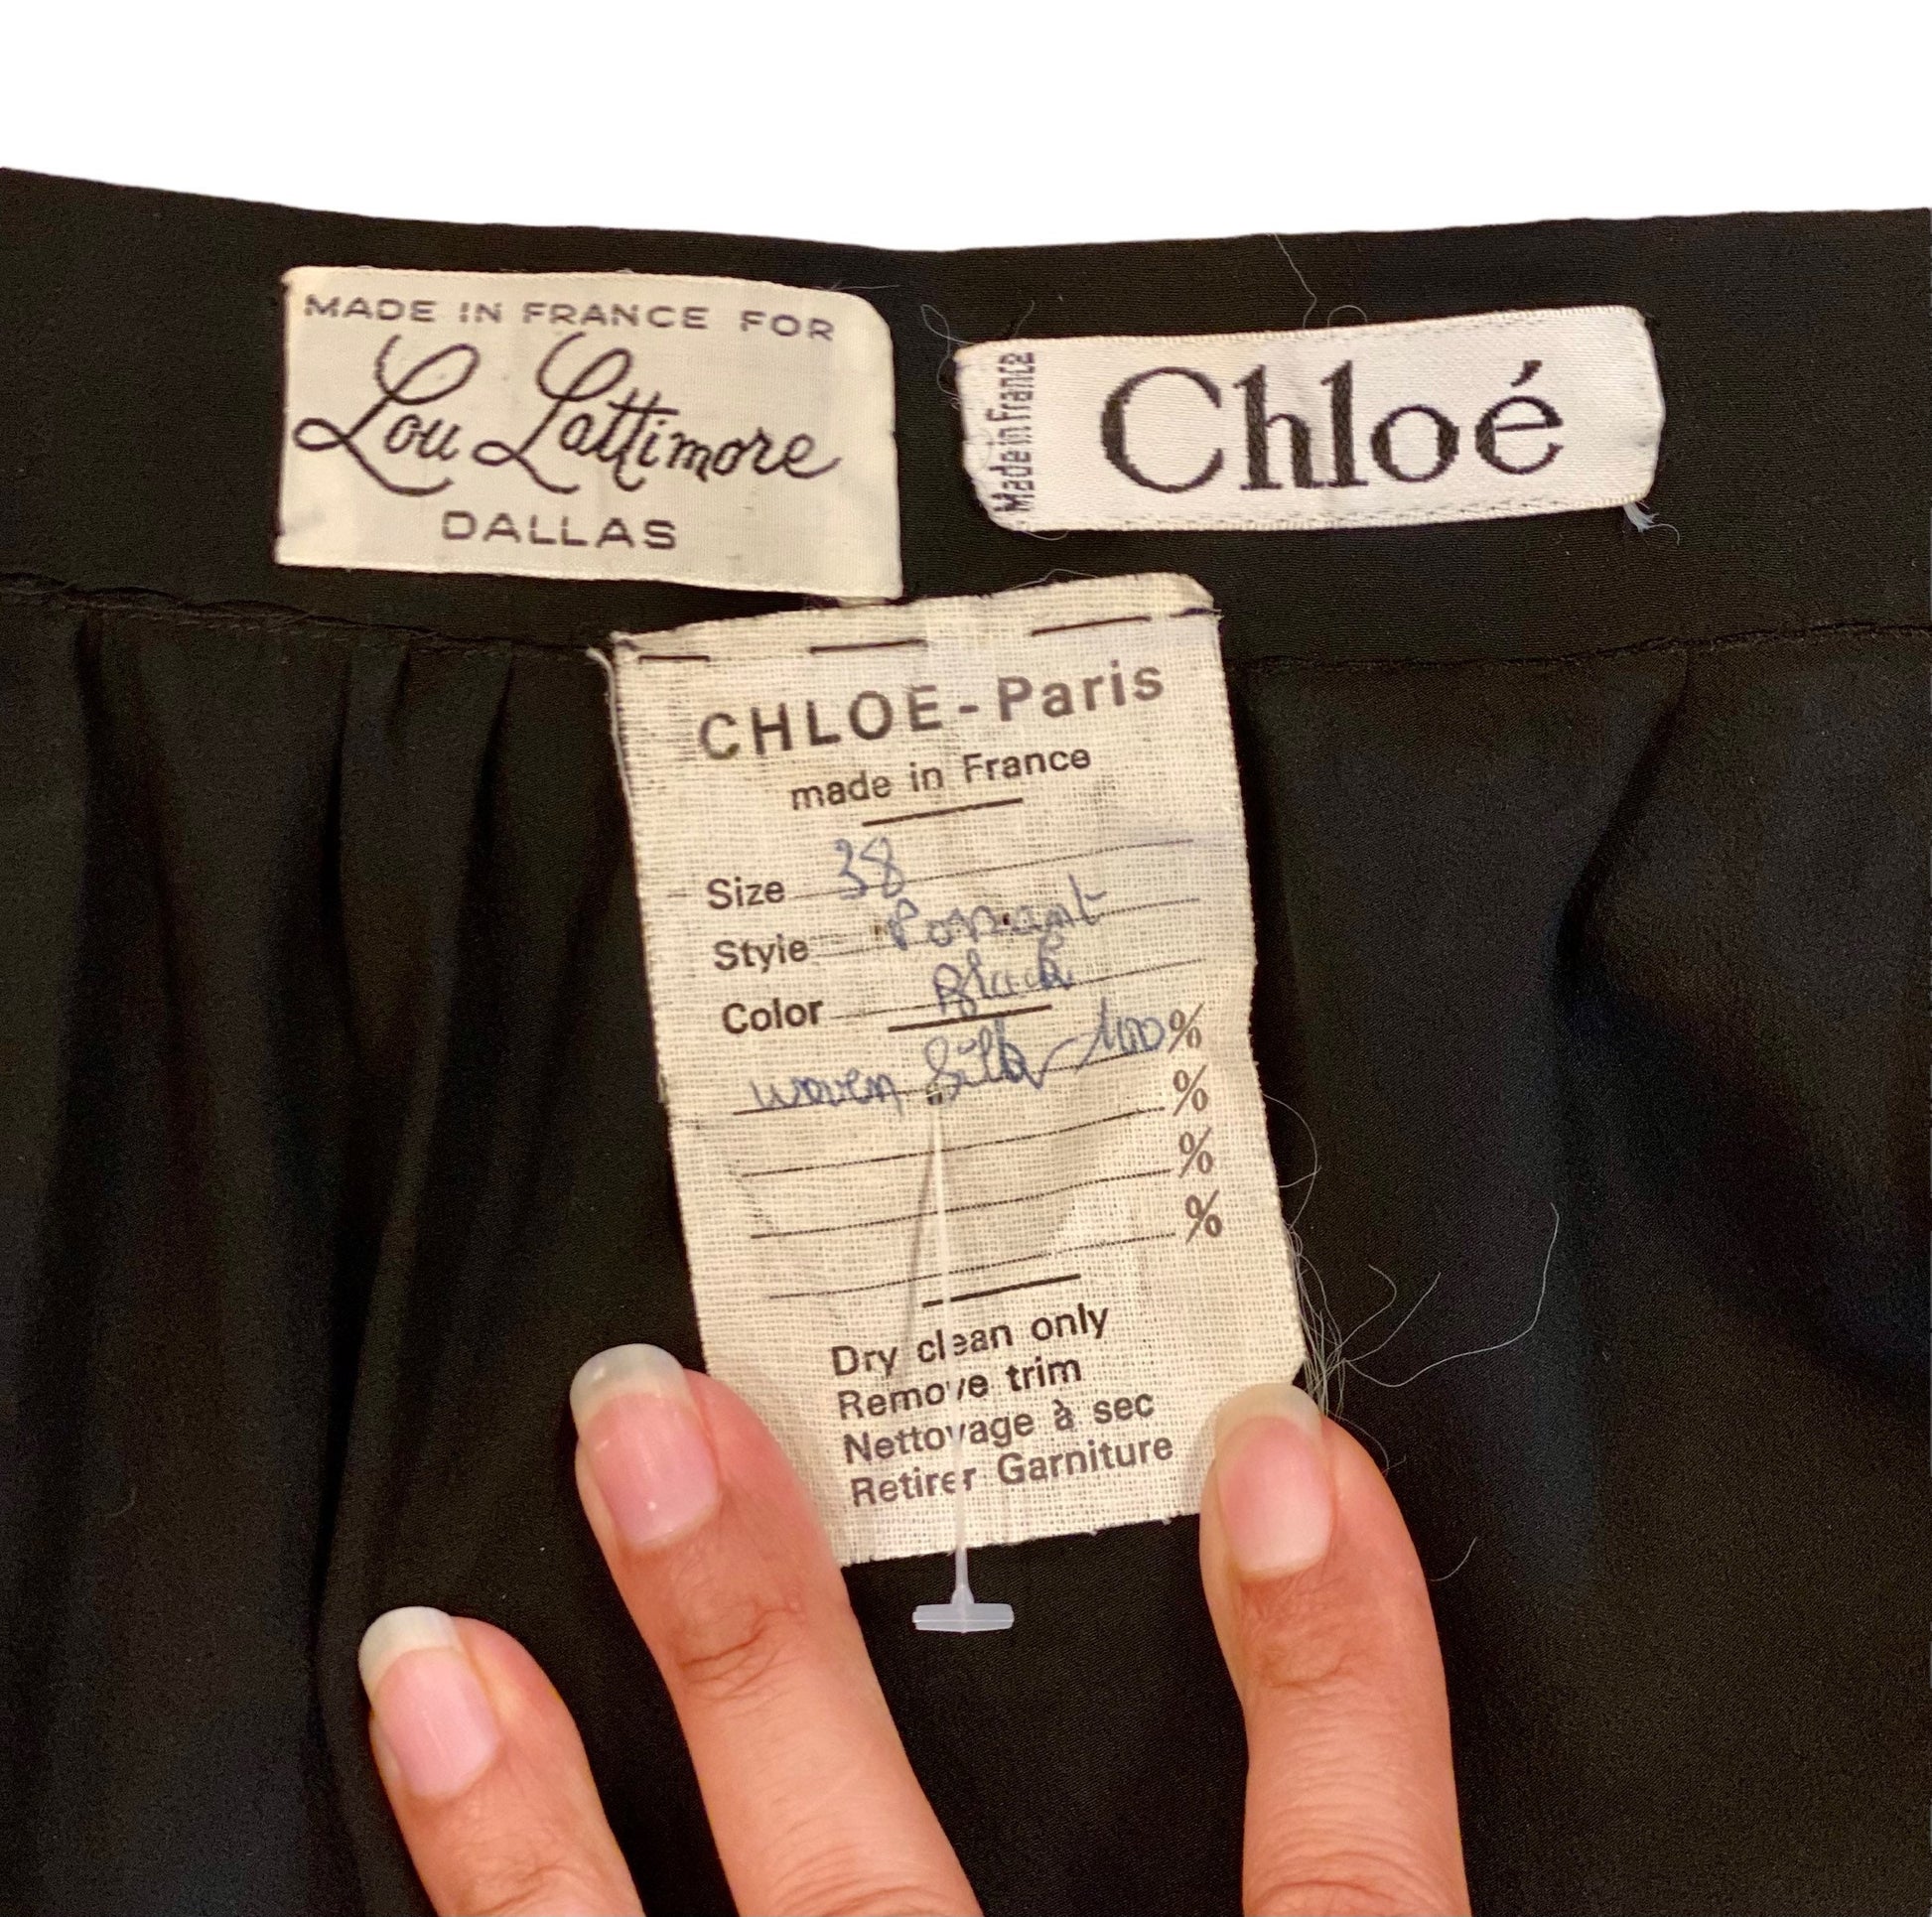 MADE IN FRANCE FOR
Lou Lattimore
DALLAS
Made in France
Chloé
CHLOE-Paris
made in France
Size 38
Style
Color Black
woven Silk 100%
%
%
%
Dry clean only
Remove trim
Nettoyage à sec
Retirer Garniture